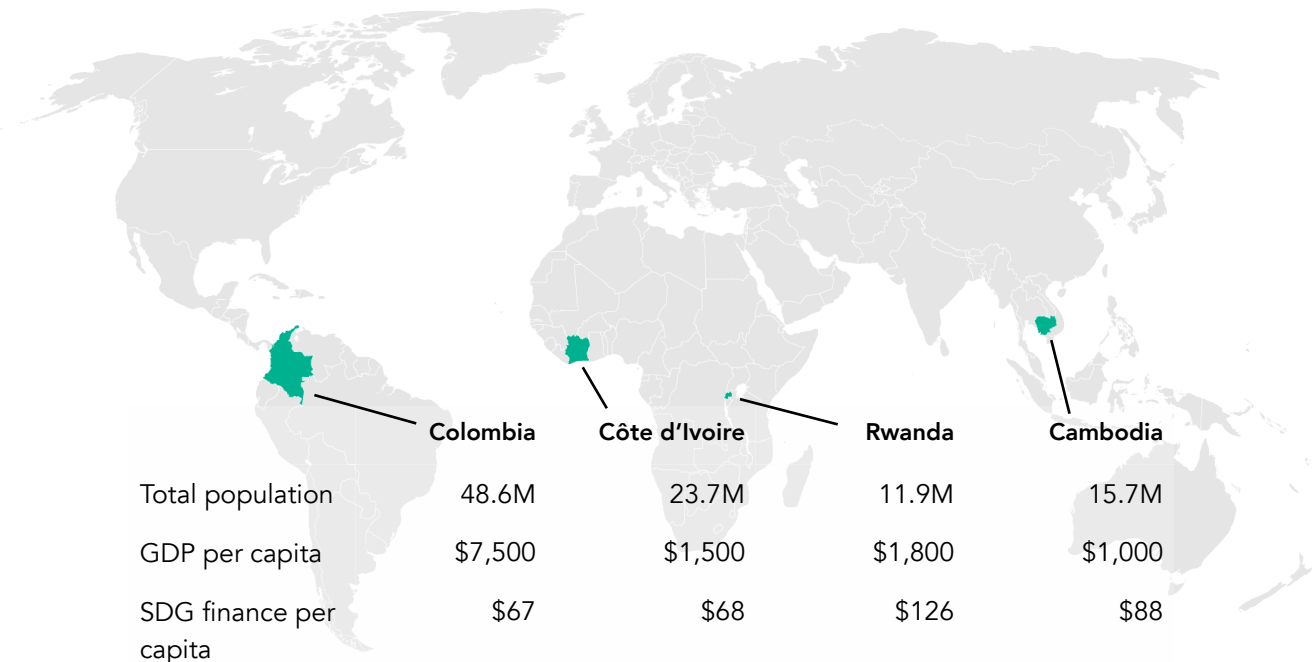 Colombia Côte d'Ivoire Rwanda Cambodia
Total population 48.6M 23.7M 11.9M 15.7M
GDP per capita $7,500 $1,500 $1,800 $1,000
SDG finance per $67 $68 $126 $88
capita